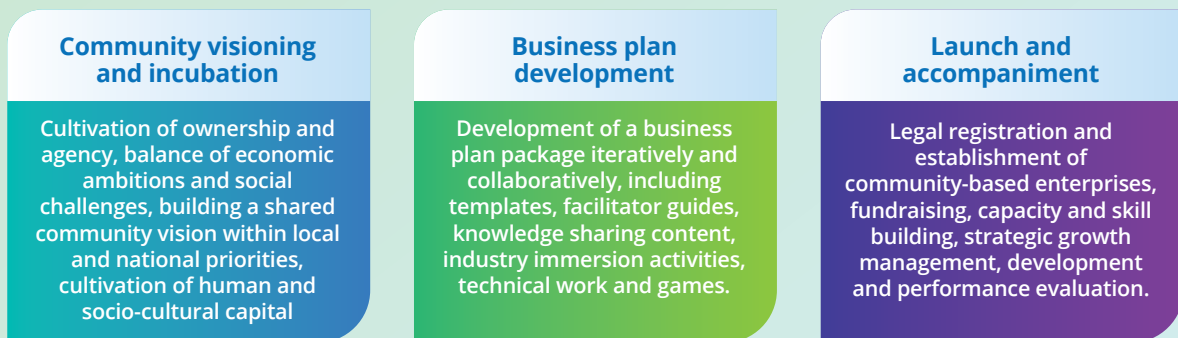 Community visioning
and incubation
Cultivation of ownership and
agency, balance of economic
ambitions and social
challenges, building a shared
community vision within local
and national priorities,
cultivation of human and
socio-cultural capital
Business plan
development
Development of a business
plan package iteratively and
collaboratively, including
templates, facilitator guides,
knowledge sharing content,
industry immersion activities,
technical work and games.
Launch and
accompaniment
Legal registration and
establishment of
community-based enterprises,
fundraising, capacity and skill
building, strategic growth
management, development
and performance evaluation.